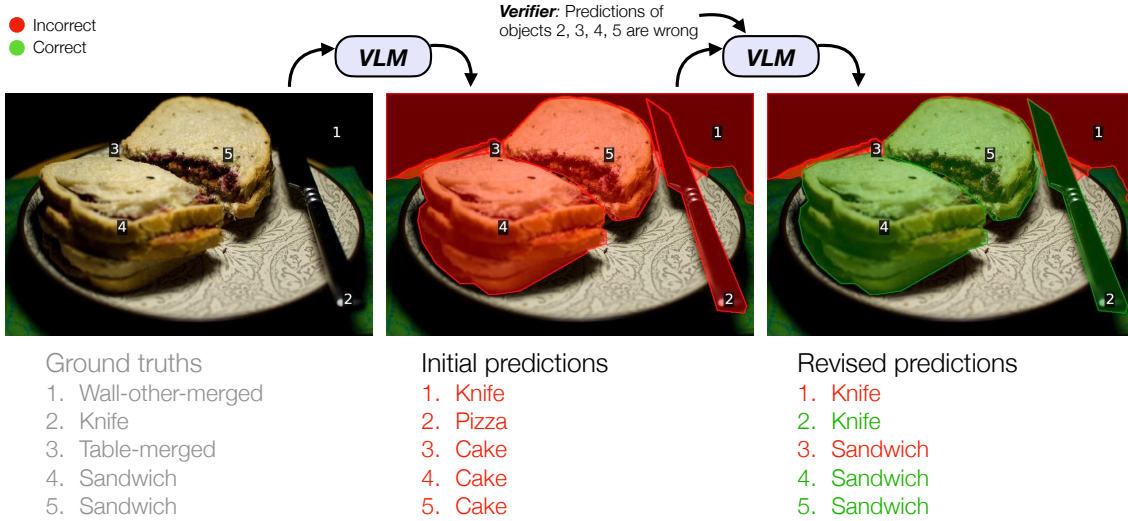 Incorrect
Correct
Verifier: Predictions of
objects 2, 3, 4, 5 are wrong
VLM
VLM
1
3
5
4
2
1
3
5
4
2
1
3
5
4
2
Ground truths
1. Wall-other-merged
2. Knife
3. Table-merged
4. Sandwich
5. Sandwich
Initial predictions
1. Knife
2. Pizza
3. Cake
4. Cake
5. Cake
Revised predictions
1. Knife
2. Knife
3. Sandwich
4. Sandwich
5. Sandwich